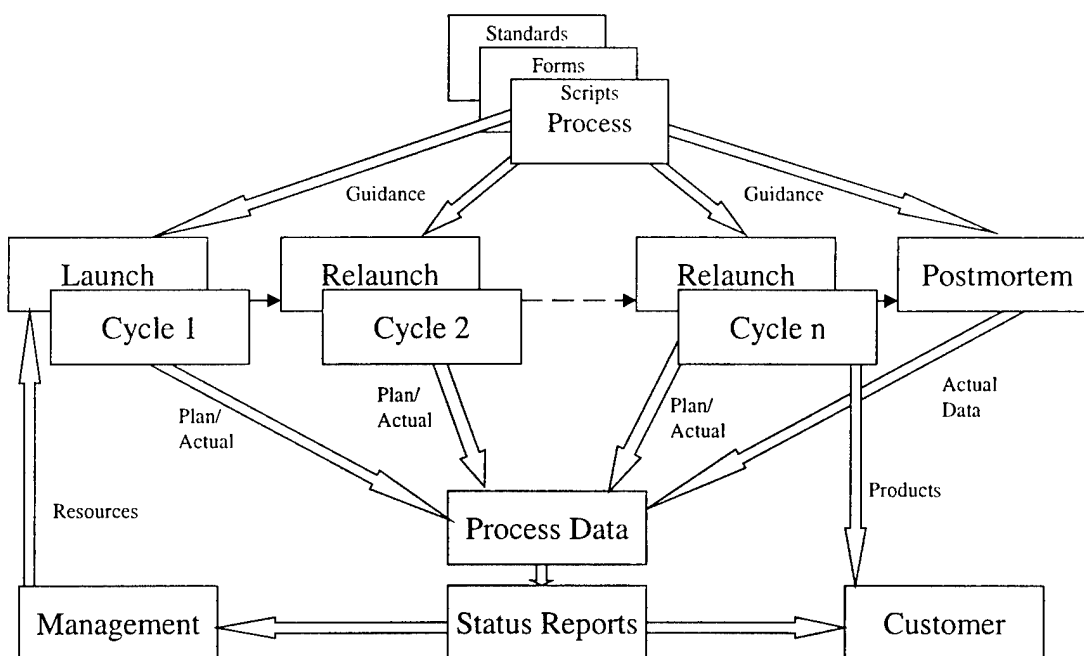 Standards
Forms
Scripts
Process
Guidance
Guidance
Launch
Relaunch
Relaunch
Postmortem
Cycle 1
Cycle 2
Cycle n
Plan/
Actual
Plan/
Actual
Plan/
Actual
Actual
Data
Resources
Process Data
Products
Management
Status Reports
Customer